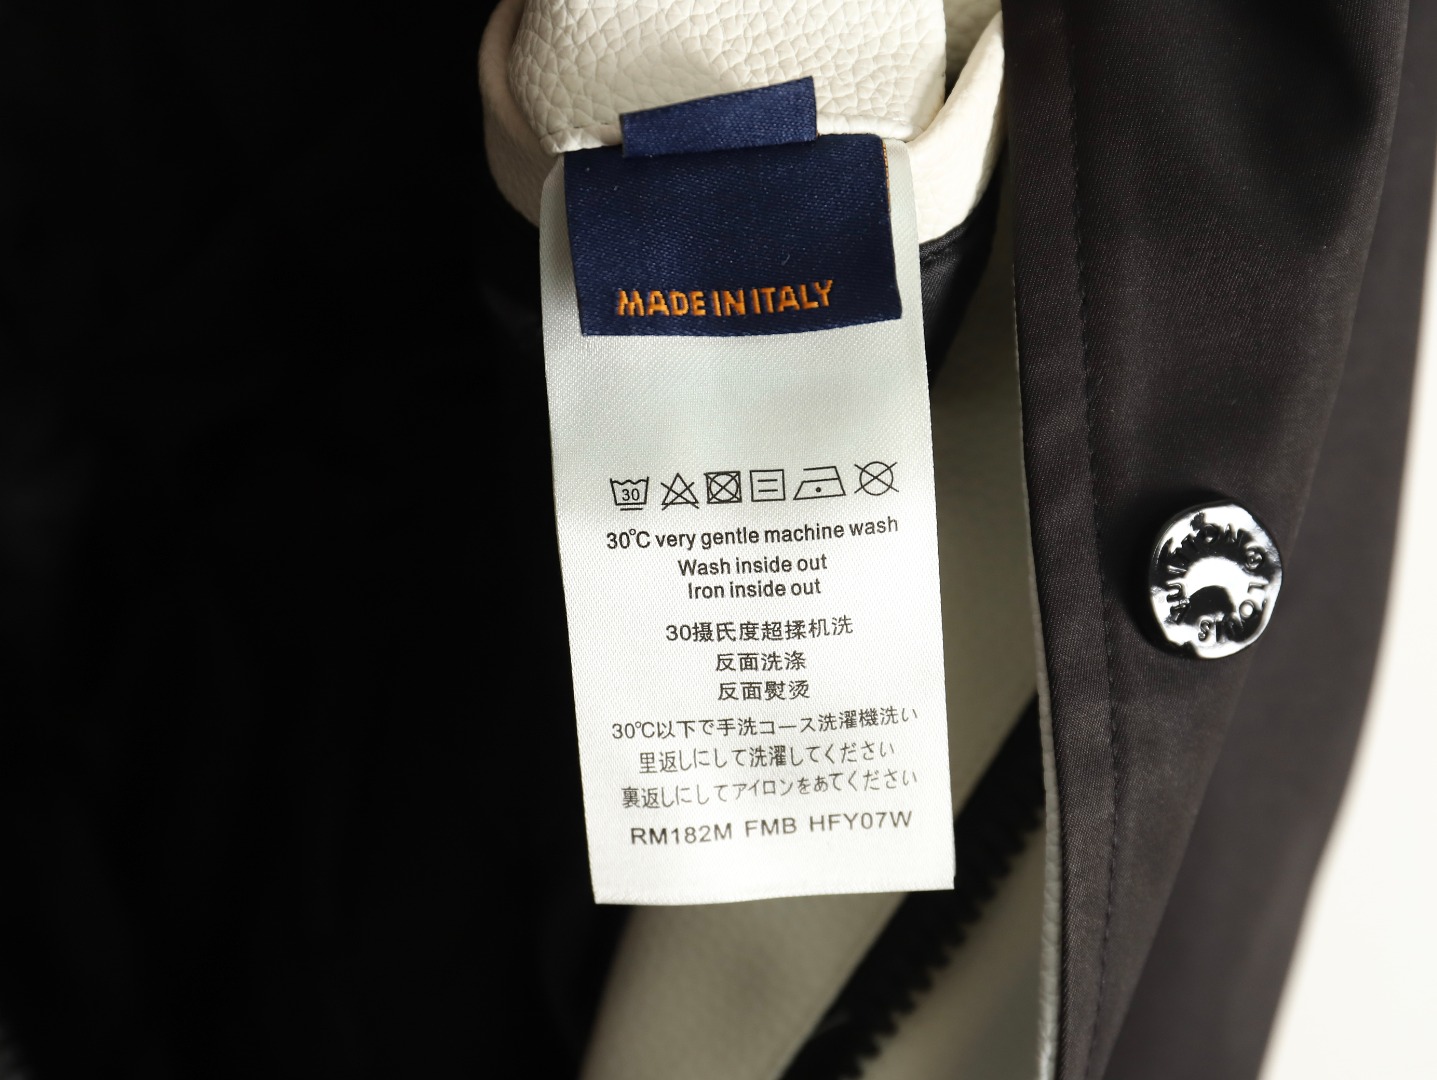 MADE IN ITALY
30
30°C very gentle machine wash
Wash inside out
Iron inside out
30摄氏度超揉机洗
反面洗涤
反面熨烫
30℃以下で手洗コース洗濯機洗い
里返しにして洗濯してください
裏返しにしてアイロンをあてください
RM182M FMB HFY07W
LOUIS VUITTON ®